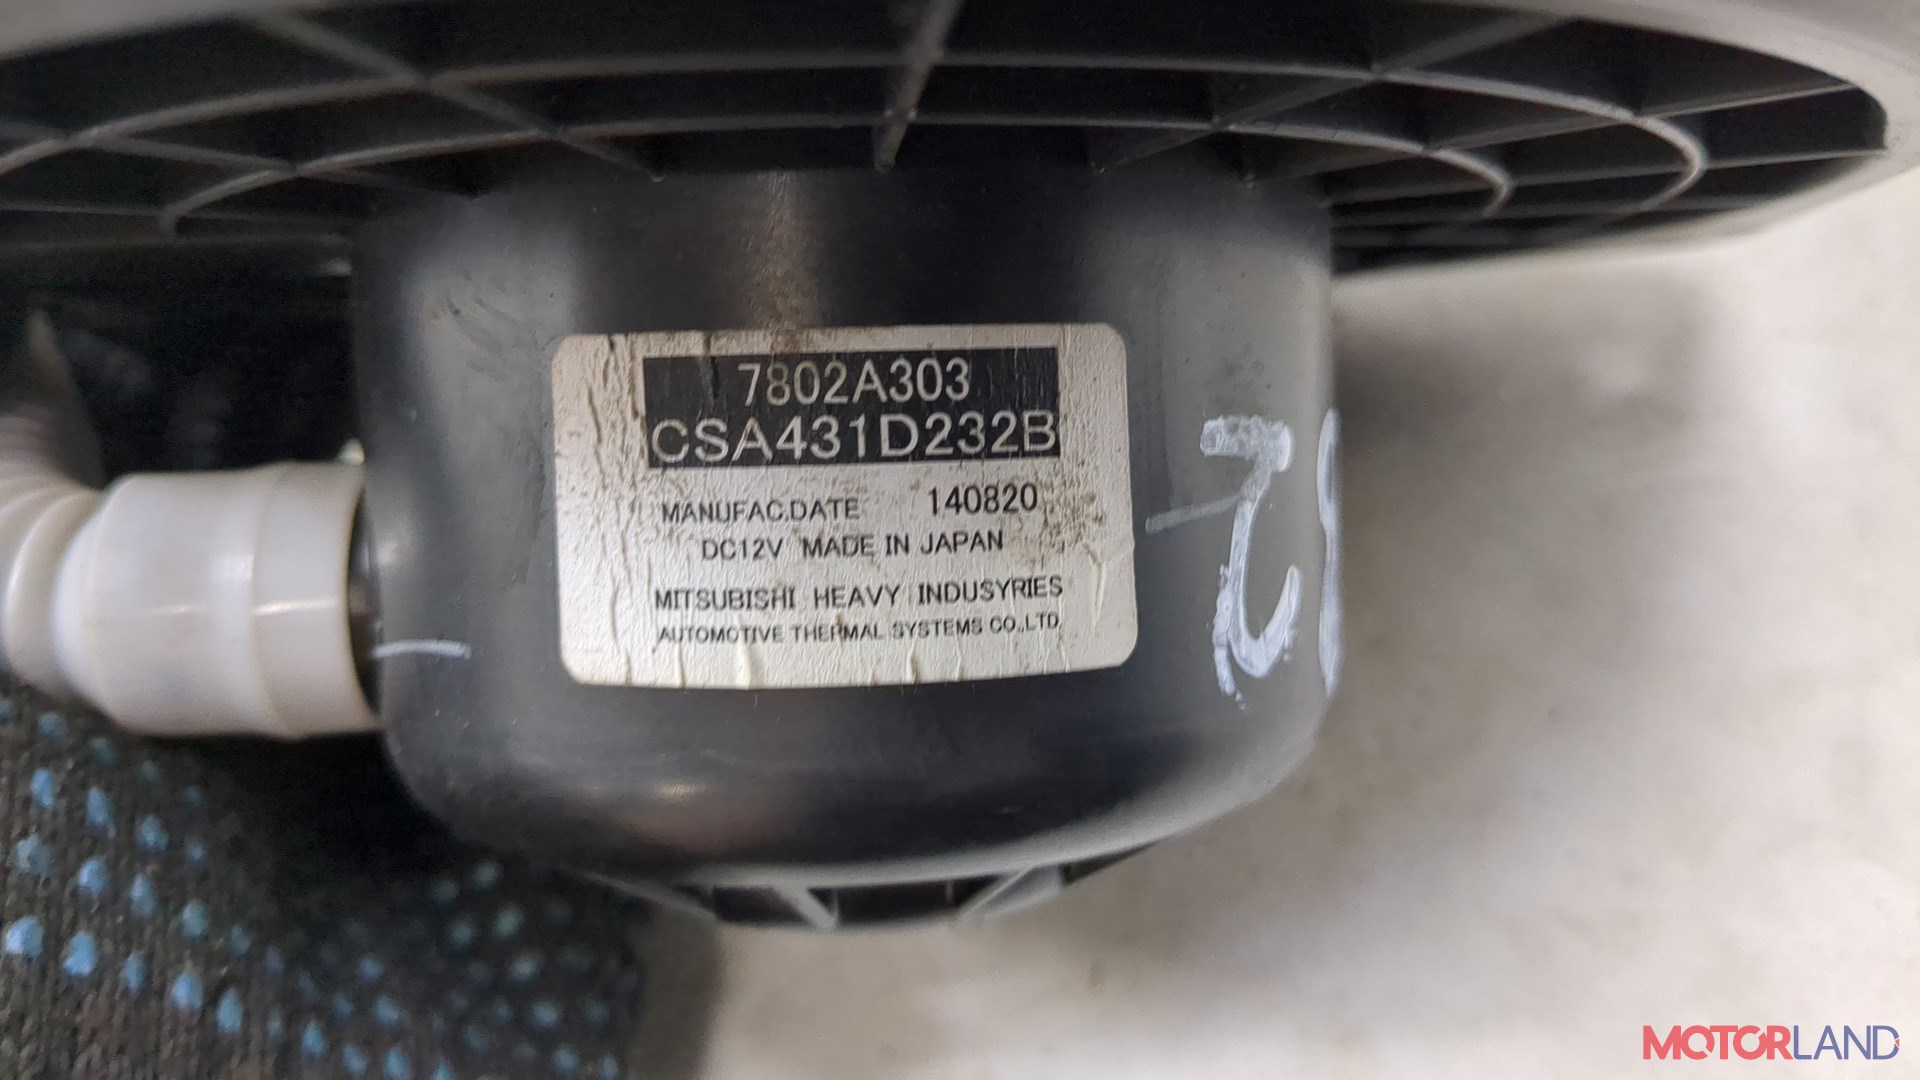 7802A303
CSA431D232B
MANUFAC.DATE 140820
DC12V MADE IN JAPAN
MITSUBISHI HEAVY INDUSYRIES
AUTOMOTIVE THERMAL SYSTEMS CO.,LTD.
MOTORLAND